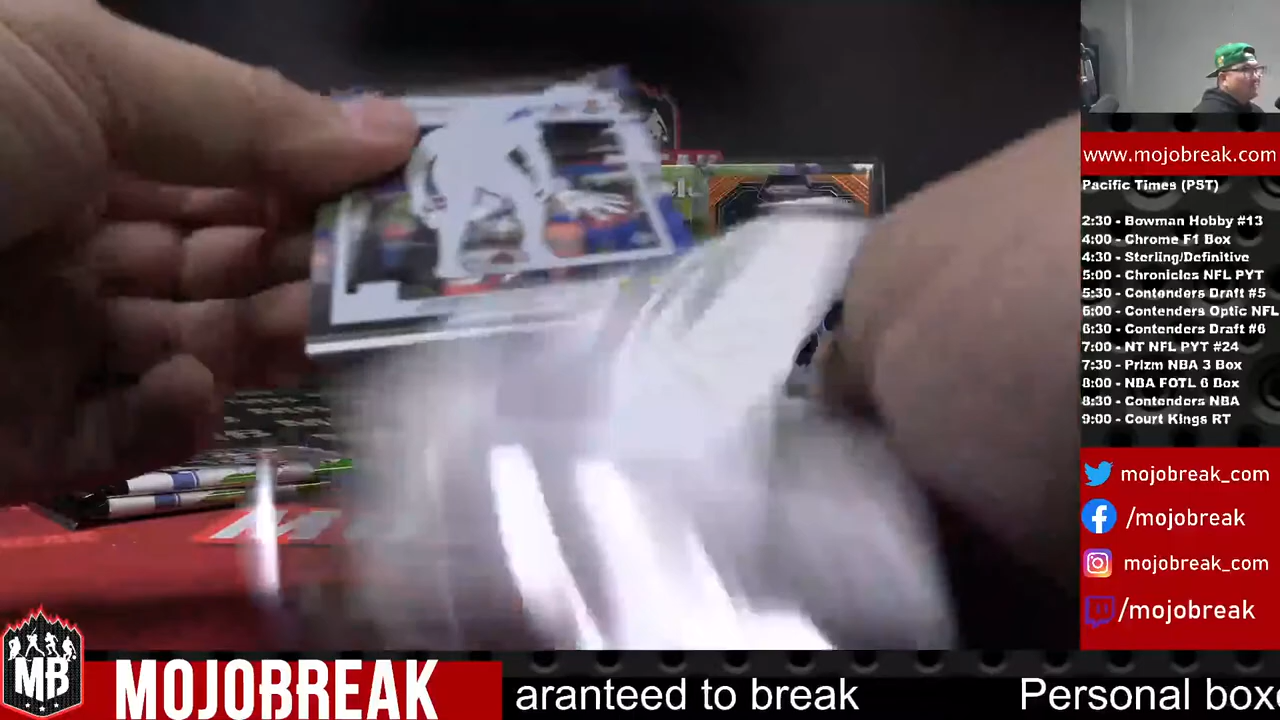 www.mojobreak.com
Pacific Times (PST)
2:30 - Bowman Hobby #13
4:00 - Chrome F1 Box
4:30 - Sterling/Definitive
5:00 - Chronicles NFL PYT
5:30 - Contenders Draft #5
6:00 - Contenders Optic NFL
6:30 - Contenders Draft #6
7:00 - NT NFL PYT #24
7:30 - Prizm NBA 3 Box
8:00 - NBA FOTL 6 Box
8:30 - Contenders NBA
9:00 - Court Kings RT
mojobreak_com
/mojobreak
mojobreak_com
/mojobreak
MB
MOJOBREAK
aranteed to break Personal box